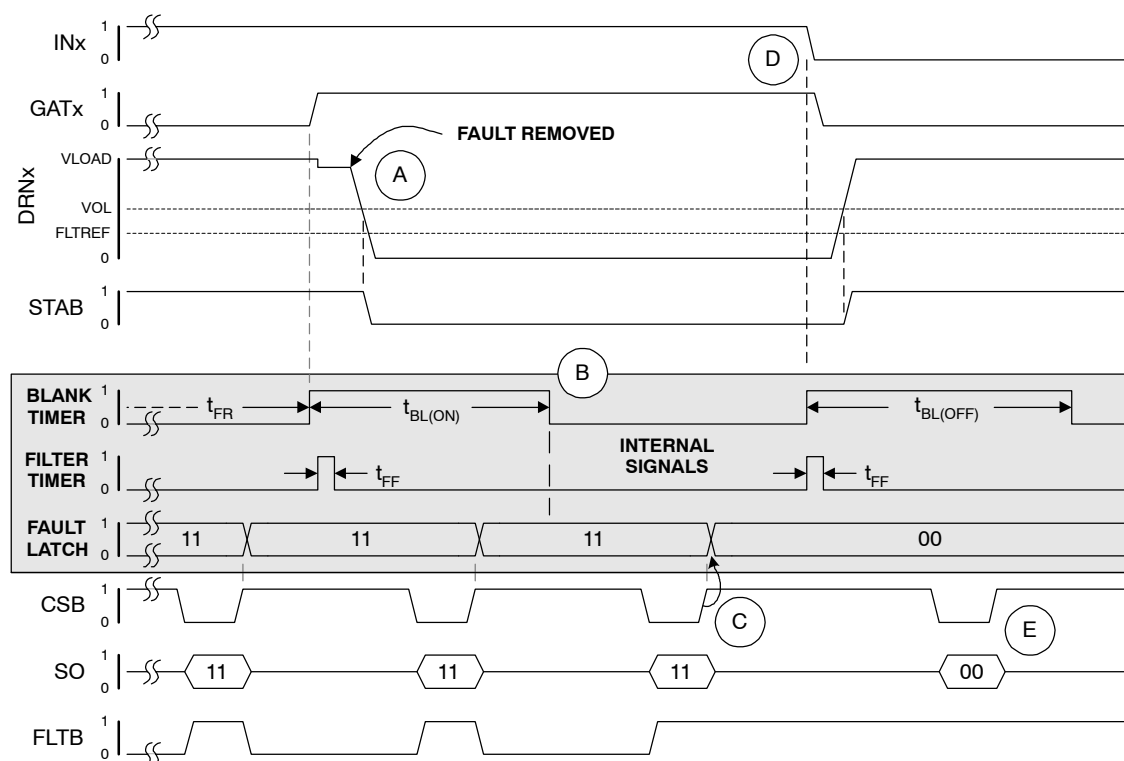 INx
1
0
D
GATx
1
0
FAULT REMOVED
A
DRNx
VLOAD
VOL
FLTREF
0
STAB
1
0
B
BLANK
TIMER
1
0
tFR
tBL(ON)
tBL(OFF)
INTERNAL
SIGNALS
FILTER
TIMER
1
0
tFF
tFF
FAULT
LATCH
1
0
11
11
11
00
CSB
1
0
C
E
SO
1
0
11
11
11
00
FLTB
1
0